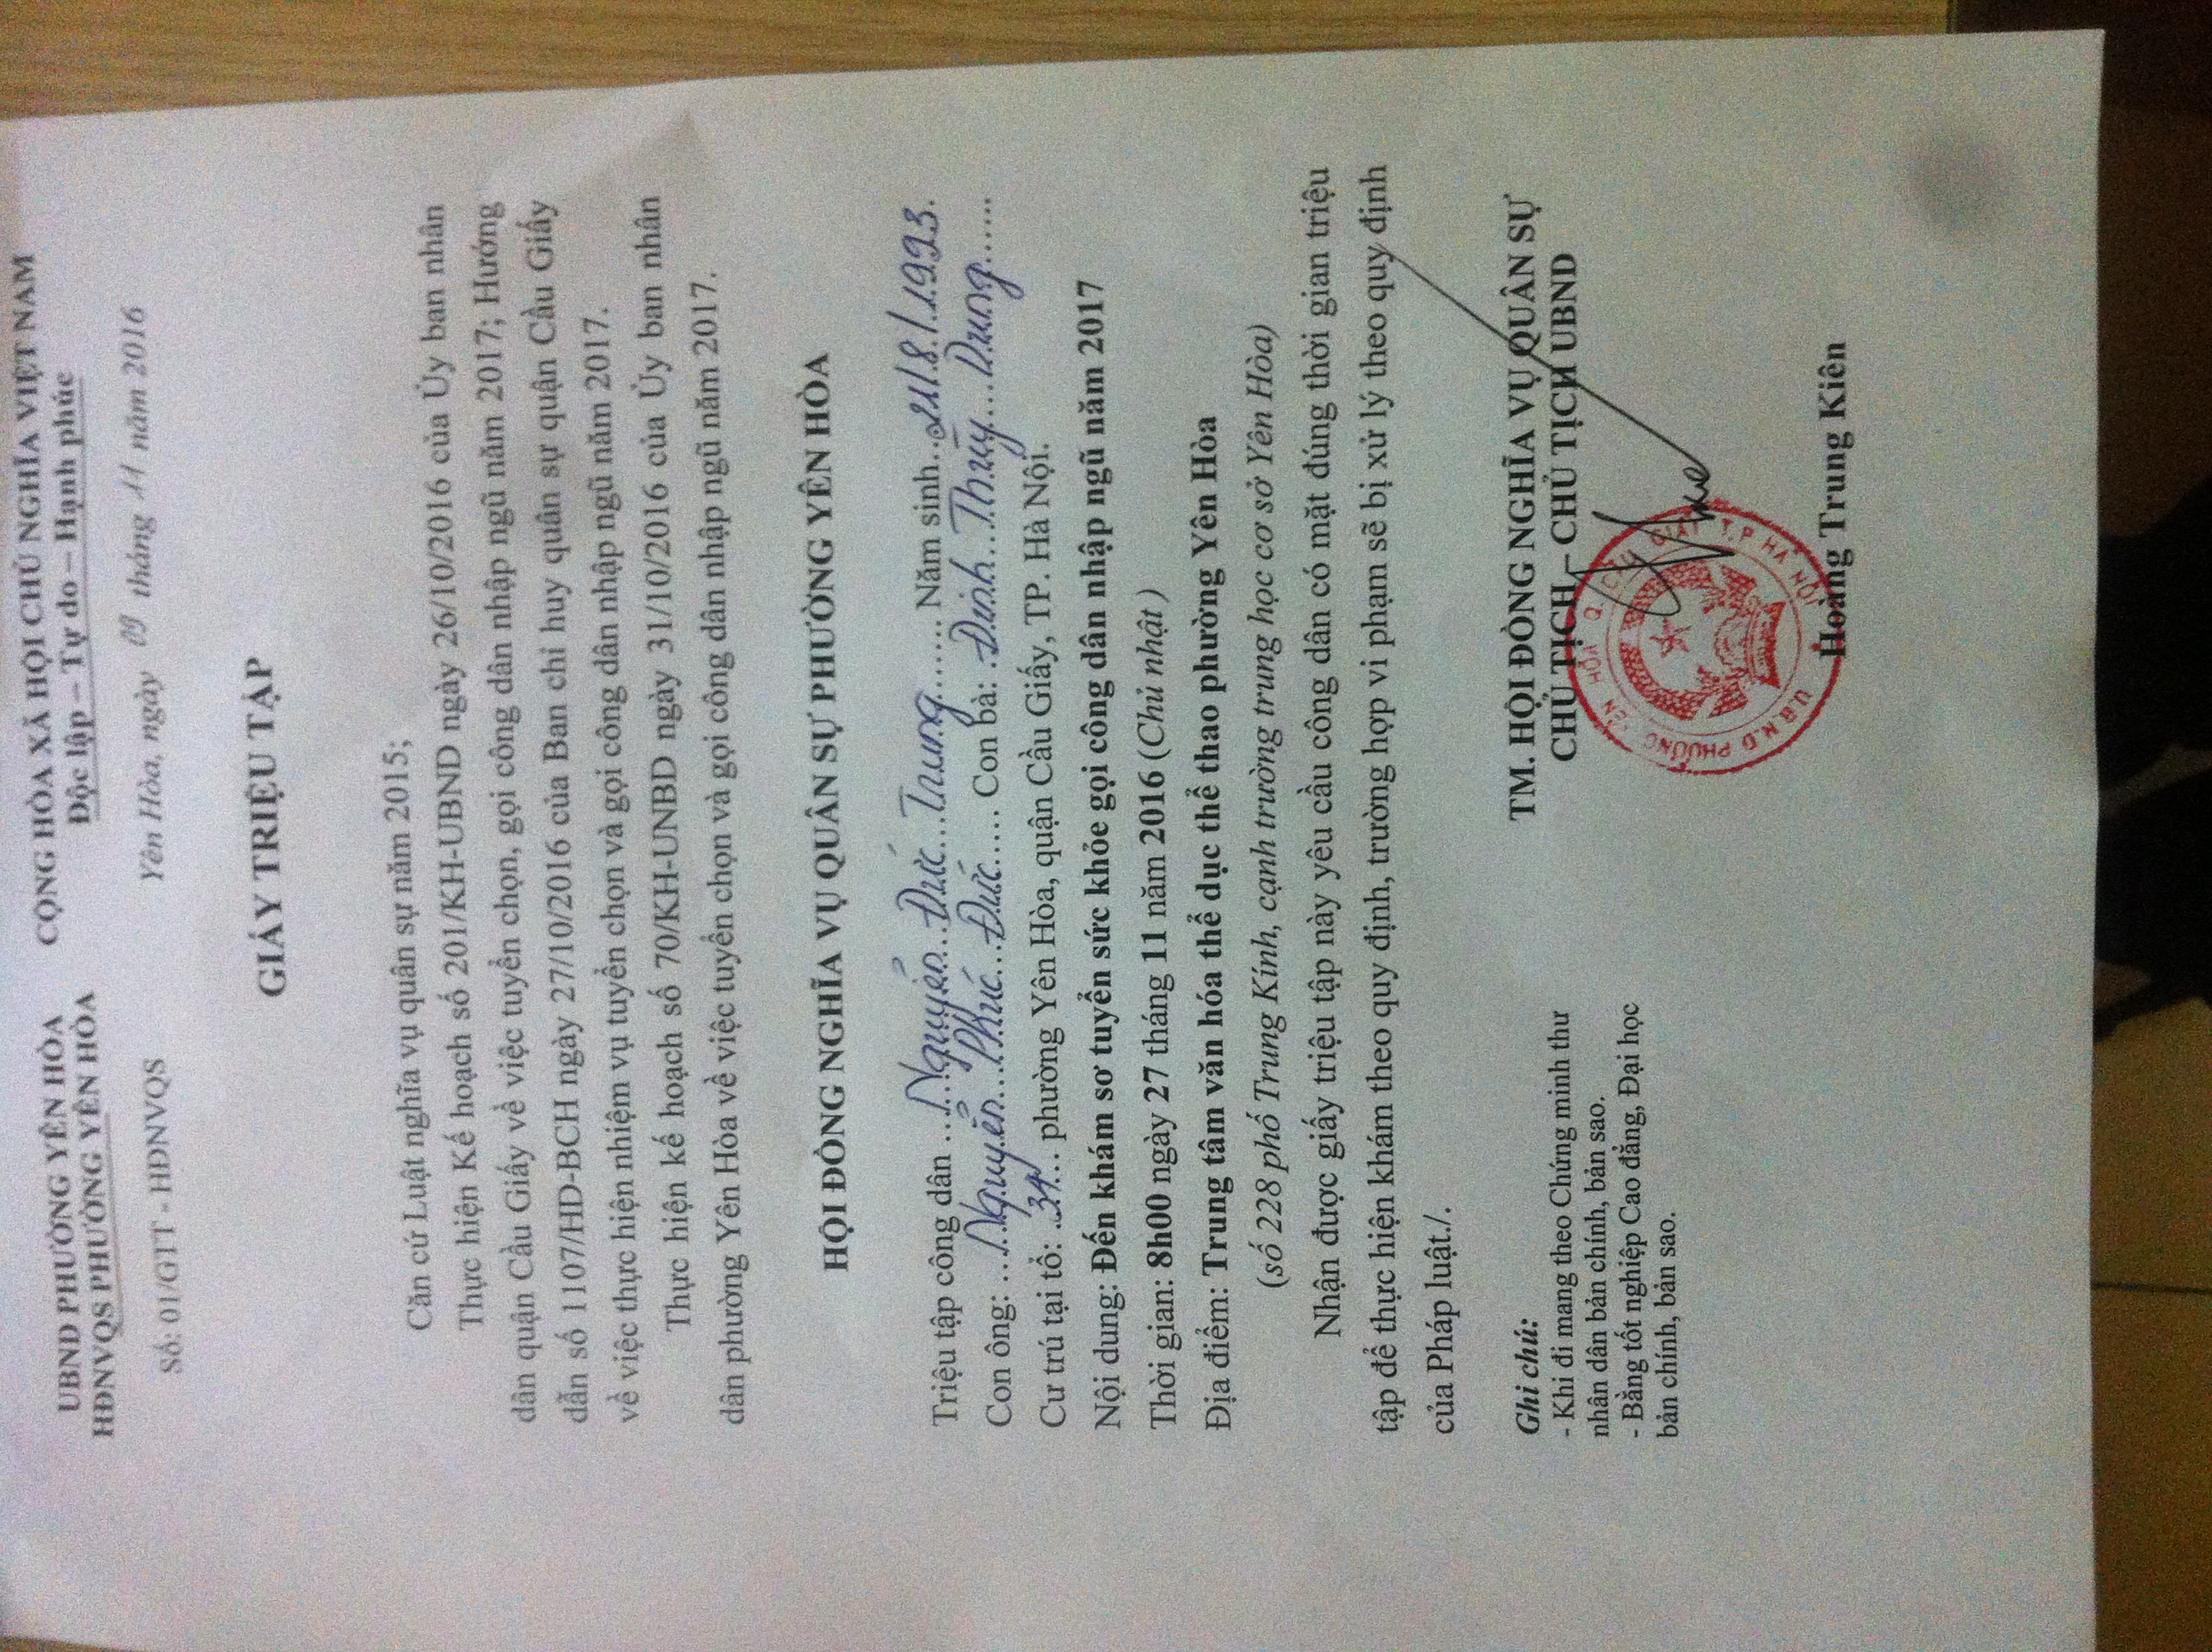 UBND PHƯỜNG YÊN HÒA
HĐNVQS PHƯỜNG YÊN HÒA
Số: 01/GTT - HĐNVQS
CỘNG HÒA XÃ HỘI CHỦ NGHĨA VIỆT NAM
Độc lập – Tự do – Hạnh phúc
Yên Hòa, ngày 09 tháng 11 năm 2016
GIẤY TRIỆU TẬP
Căn cứ Luật nghĩa vụ quân sự năm 2015;
Thực hiện Kế hoạch số 201/KH-UBND ngày 26/10/2016 của Ủy ban nhân
dân quận Cầu Giấy về việc tuyển chọn, gọi công dân nhập ngũ năm 2017; Hướng
dẫn số 1107/HD-BCH ngày 27/10/2016 của Ban chỉ huy quân sự quận Cầu Giấy
về việc thực hiện nhiệm vụ tuyển chọn và gọi công dân nhập ngũ năm 2017.
Thực hiện kế hoạch số 70/KH-UNBD ngày 31/10/2016 của Ủy ban nhân
dân phường Yên Hòa về việc tuyển chọn và gọi công dân nhập ngũ năm 2017.
HỘI ĐỒNG NGHĨA VỤ QUÂN SỰ PHƯỜNG YÊN HÒA
Triệu tập công dân ...Nguyễn Đức Trung....... Năm sinh..21/8/1993.
Con ông: ...Nguyễn Phúc Đức..... Con bà: .Đinh Thùy Dung......
Cư trú tại tổ: .34... phường Yên Hòa, quận Cầu Giấy, TP. Hà Nội.
Nội dung: Đến khám sơ tuyển sức khỏe gọi công dân nhập ngũ năm 2017
Thời gian: 8h00 ngày 27 tháng 11 năm 2016 (Chủ nhật )
Địa điểm: Trung tâm văn hóa thể dục thể thao phường Yên Hòa
(số 228 phố Trung Kính, cạnh trường trung học cơ sở Yên Hòa)
Nhận được giấy triệu tập này yêu cầu công dân có mặt đúng thời gian triệu
tập để thực hiện khám theo quy định, trường hợp vi phạm sẽ bị xử lý theo quy định
của Pháp luật./.
Ghi chú:
- Khi đi mang theo Chứng minh thư
nhân dân bản chính, bản sao.
- Bằng tốt nghiệp Cao đẳng, Đại học
bản chính, bản sao.
TM. HỘI ĐỒNG NGHĨA VỤ QUÂN SỰ
CHỦ TỊCH – CHỦ TỊCH UBND
U.B.N.D PHƯỜNG YÊN HÒA Q. CẦU GIẤY T.P HÀ NỘI
Hoàng Trung Kiên